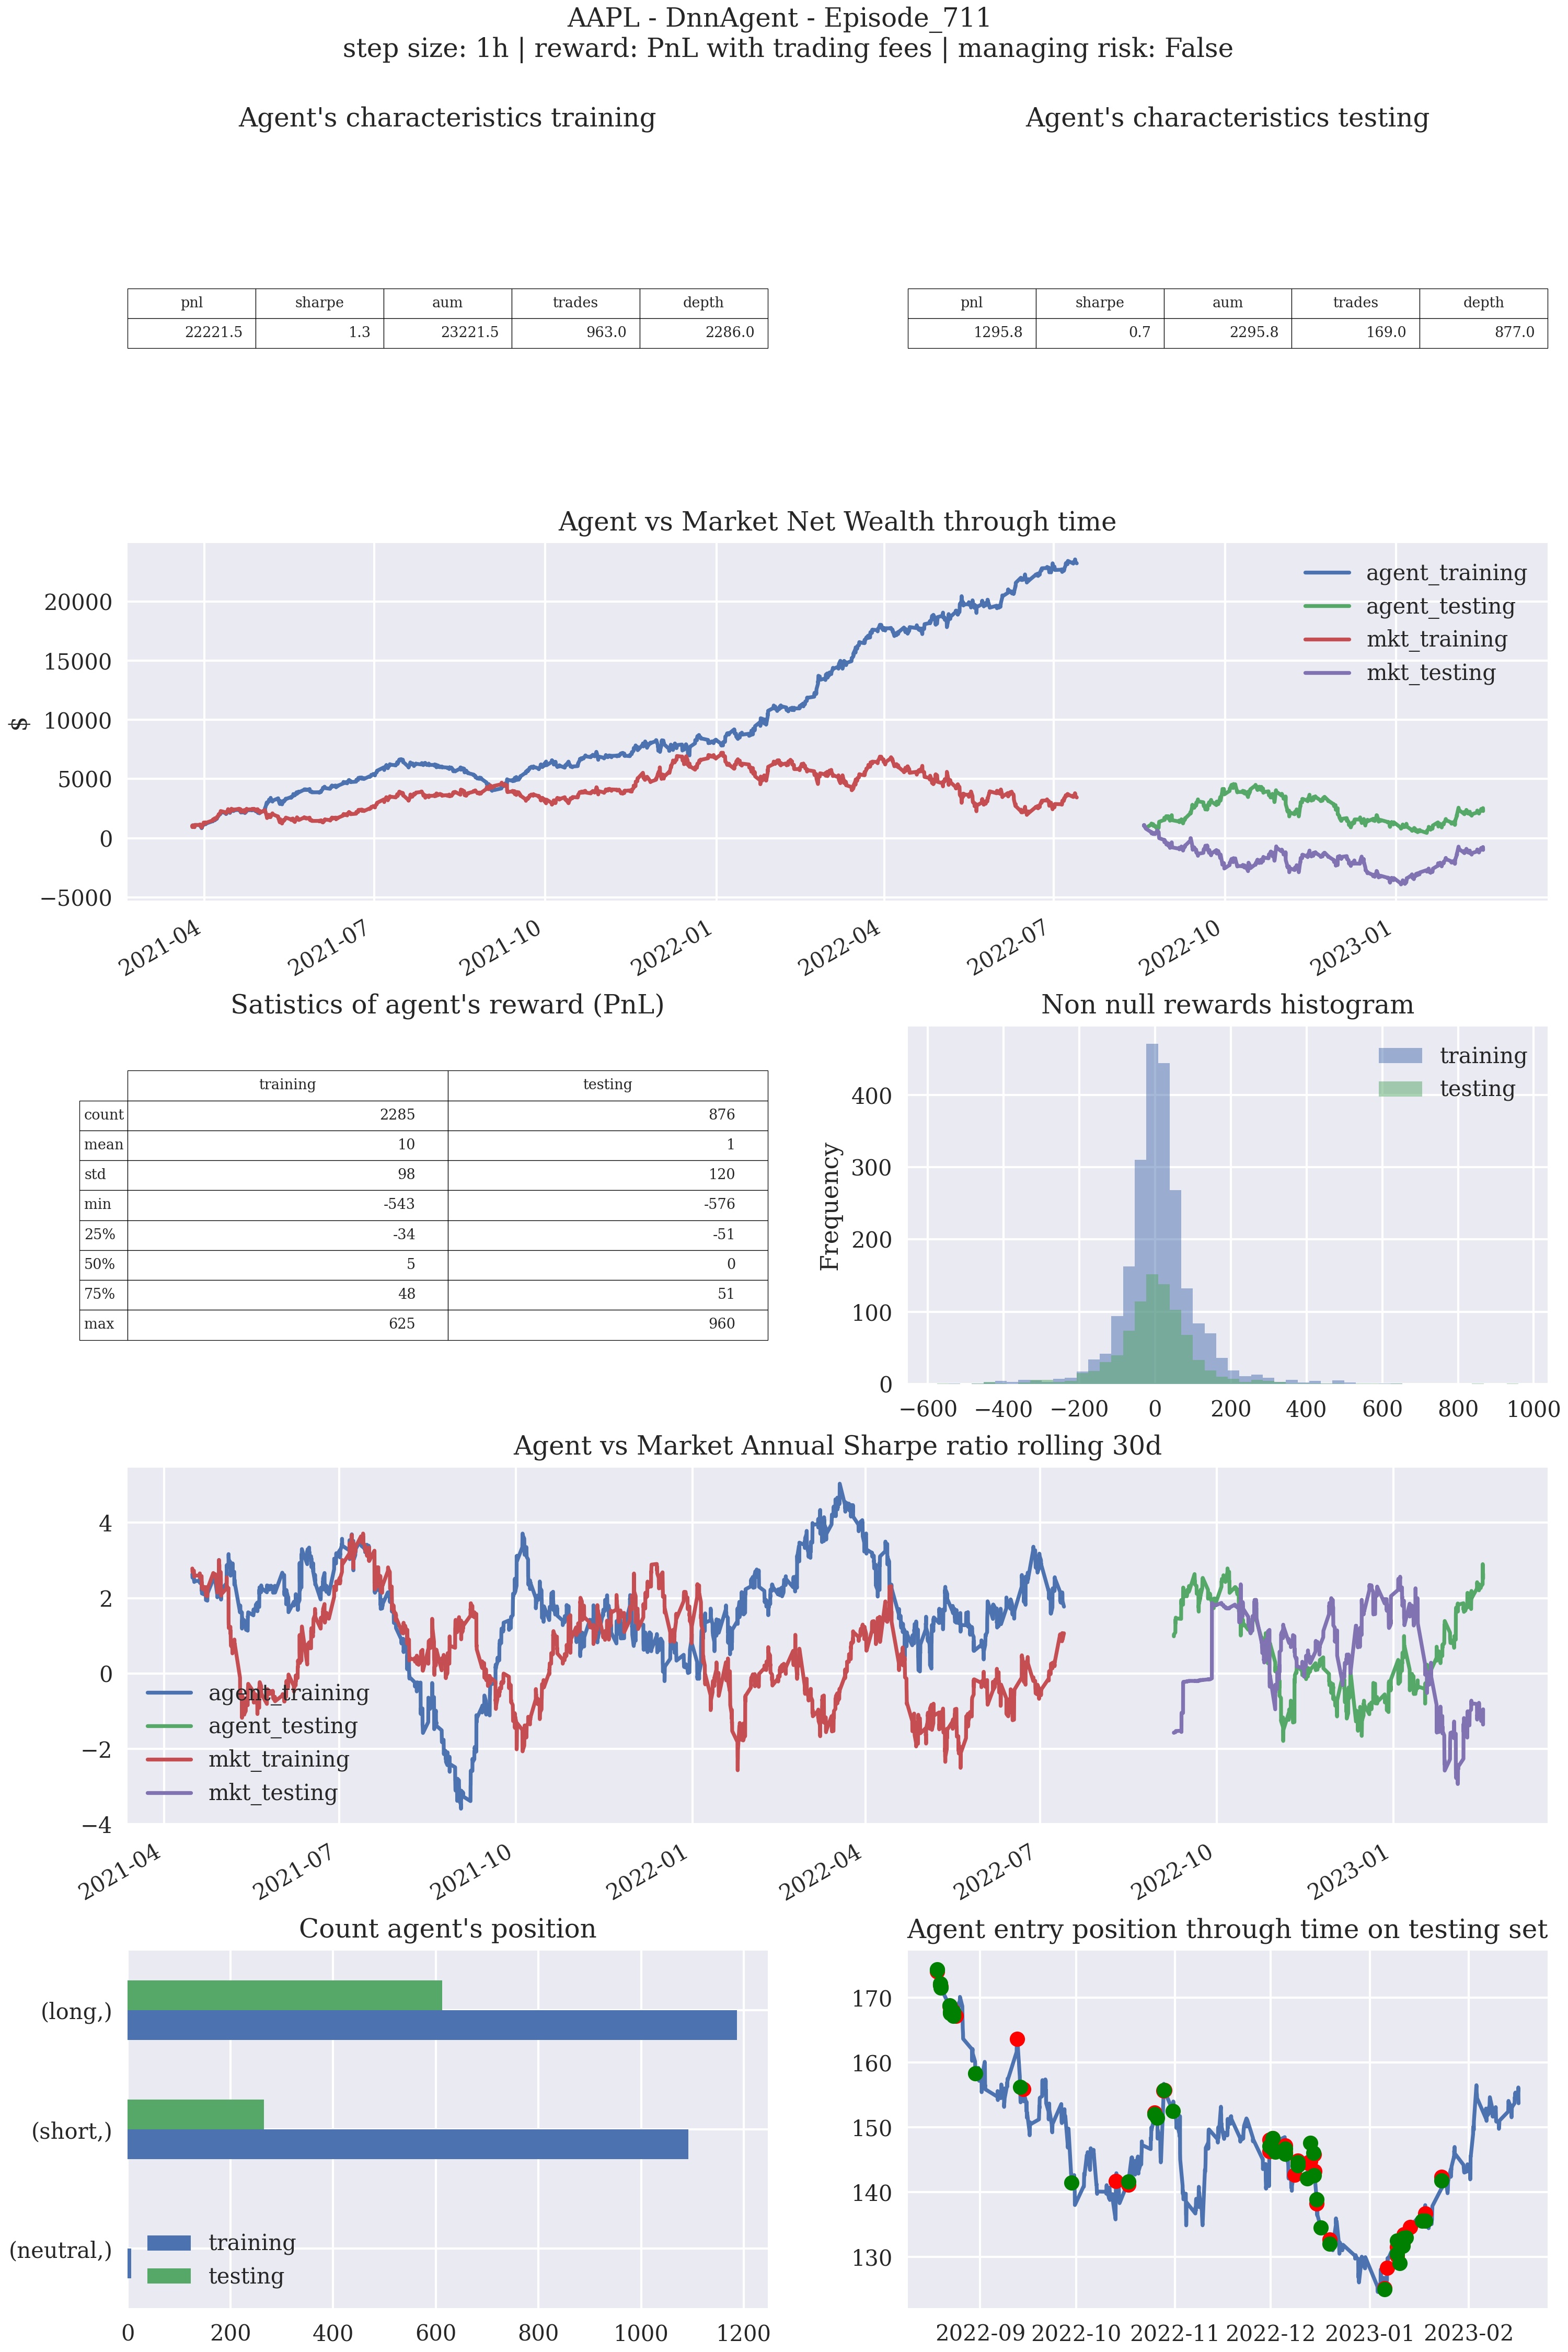 AAPL - DnnAgent - Episode_711
step size: 1h | reward: PnL with trading fees | managing risk: False
Agent's characteristics training
pnl sharpe aum trades depth
22221.5 1.3 23221.5 963.0 2286.0
Agent's characteristics testing
pnl sharpe aum trades depth
1295.8 0.7 2295.8 169.0 877.0
Agent vs Market Net Wealth through time
$
20000
15000
10000
5000
0
−5000
agent_training
agent_testing
mkt_training
mkt_testing
2021-04 2021-07 2021-10 2022-01 2022-04 2022-07 2022-10 2023-01
Satistics of agent's reward (PnL)
training testing
count 2285 876
mean 10 1
std 98 120
min -543 -576
25% -34 -51
50% 5 0
75% 48 51
max 625 960
Non null rewards histogram
training
testing
Frequency
400
300
200
100
0
−600 −400 −200 0 200 400 600 800 1000
Agent vs Market Annual Sharpe ratio rolling 30d
4
2
0
−2
−4
agent_training
agent_testing
mkt_training
mkt_testing
2021-04 2021-07 2021-10 2022-01 2022-04 2022-07 2022-10 2023-01
Count agent's position
(long,)
(short,)
(neutral,)
training
testing
0 200 400 600 800 1000 1200
Agent entry position through time on testing set
170
160
150
140
130
2022-09 2022-10 2022-11 2022-12 2023-01 2023-02